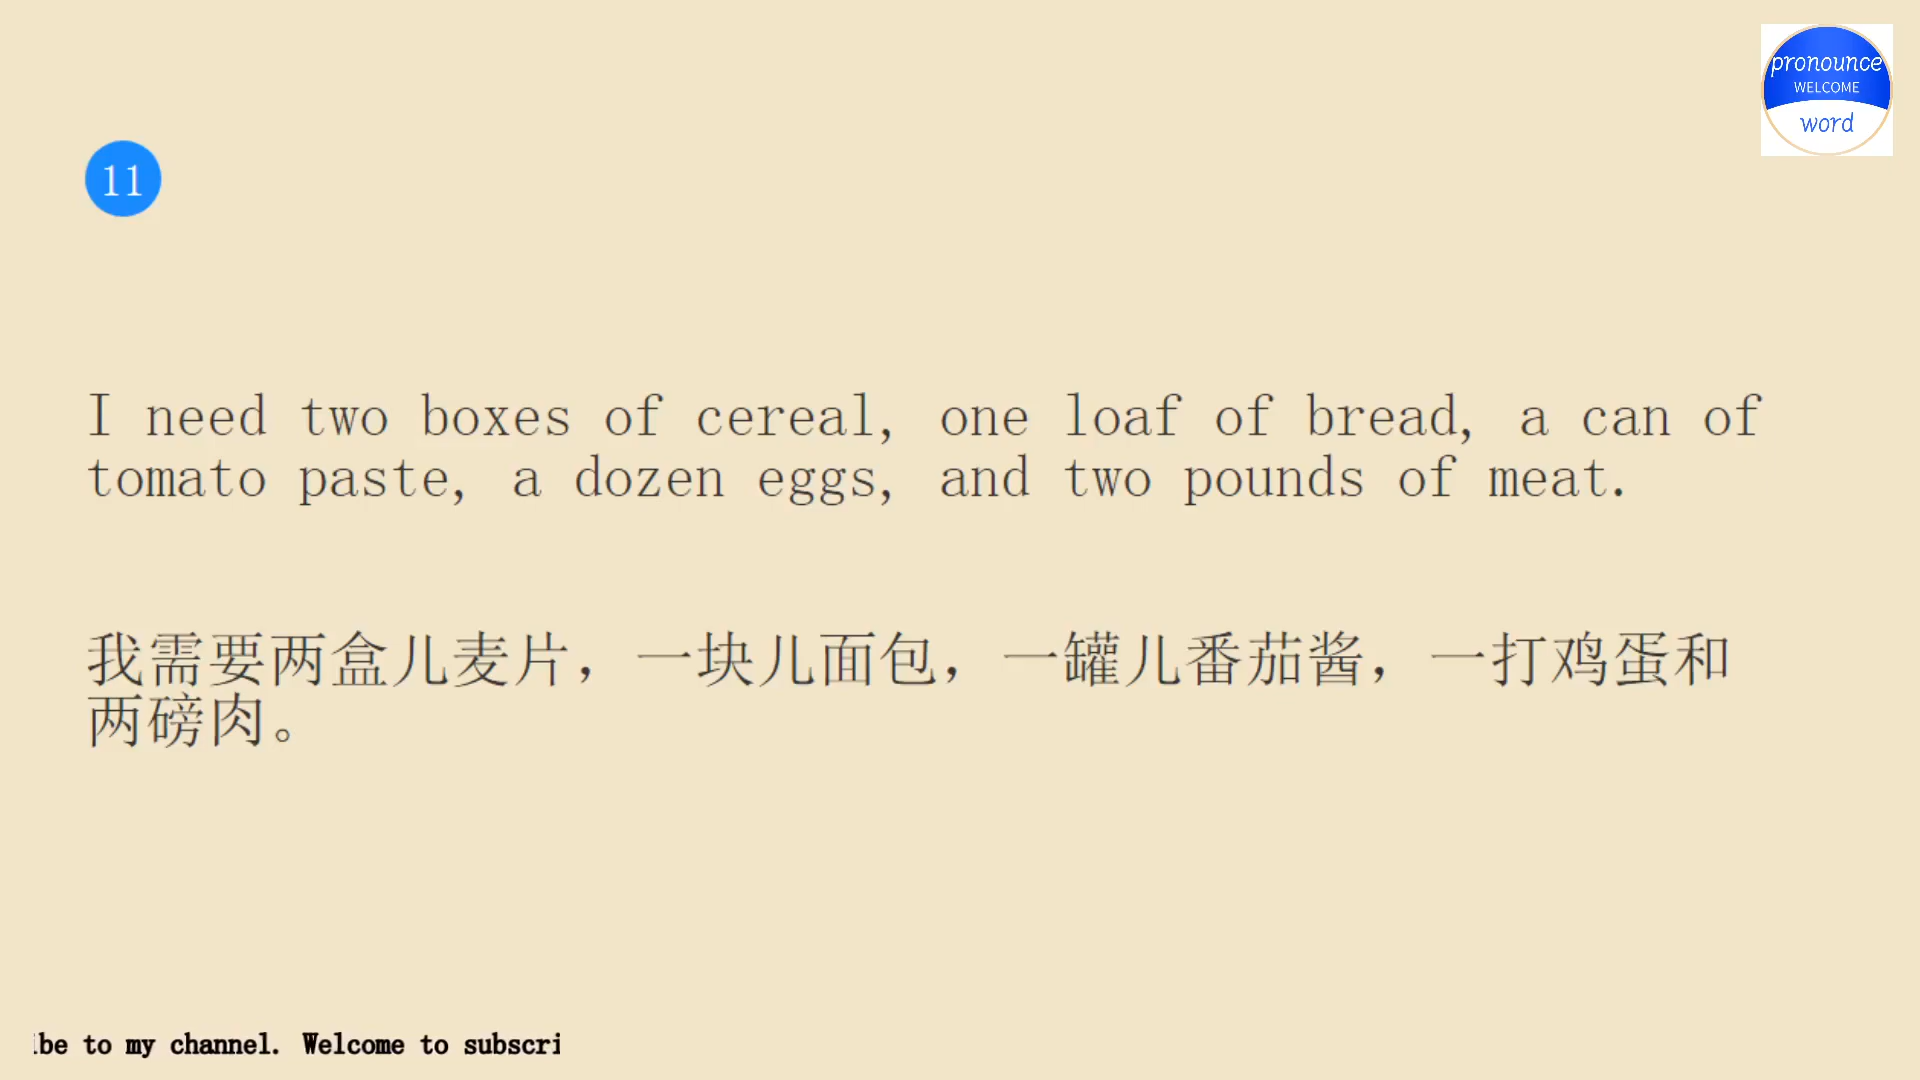 pronounce
WELCOME
word
11
I need two boxes of cereal, one loaf of bread, a can of
tomato paste, a dozen eggs, and two pounds of meat.
我需要两盒儿麦片，一块儿面包，一罐儿番茄酱，一打鸡蛋和
两磅肉。
ibe to my channel. Welcome to subscri